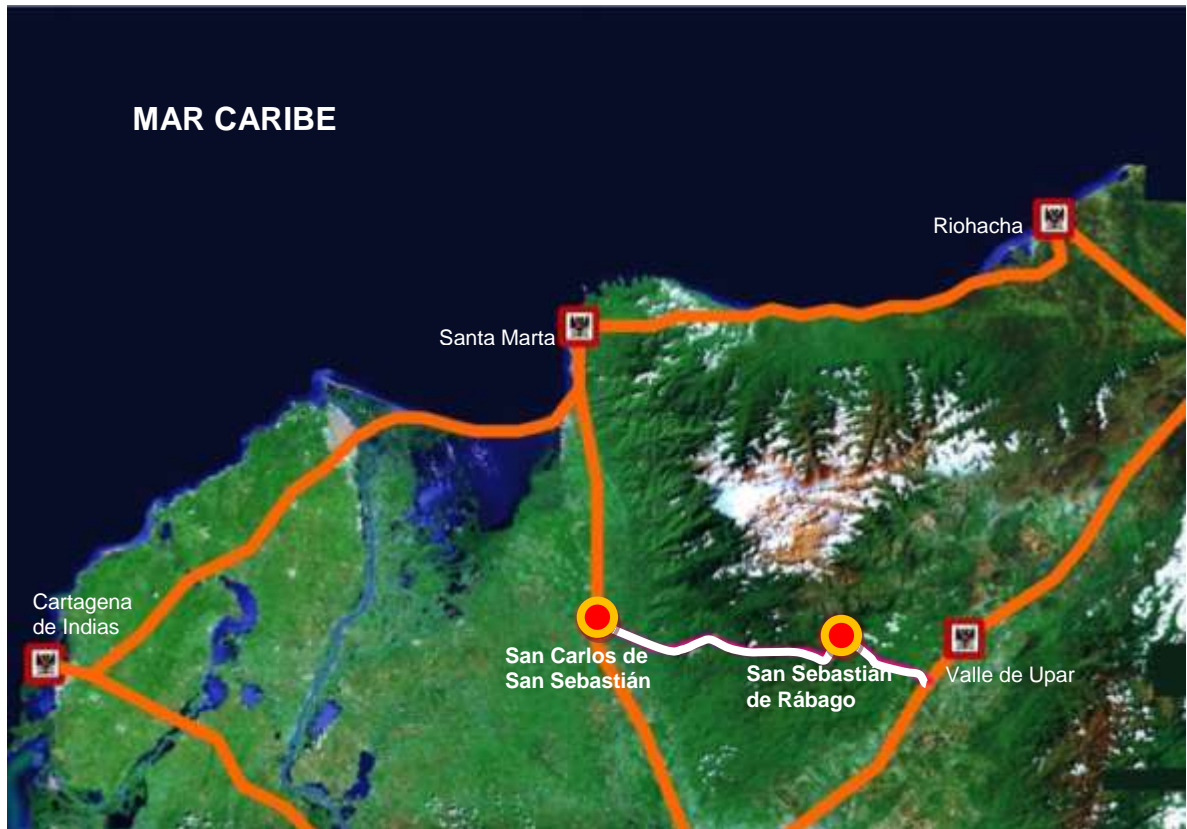 MAR CARIBE
Riohacha
Santa Marta
Cartagena
de Indias
San Carlos de
San Sebastián
San Sebastián
de Rábago
Valle de Upar